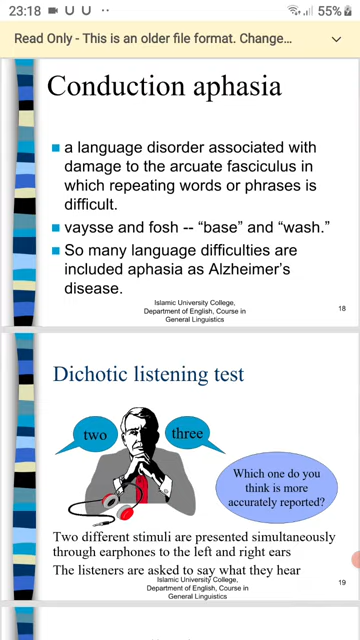 23:18
55%
Read Only - This is an older file format. Change...
Conduction aphasia
a language disorder associated with
damage to the arcuate fasciculus in
which repeating words or phrases is
difficult.
vaysse and fosh -- “base” and “wash.”
So many language difficulties are
included aphasia as Alzheimer’s
disease.
Islamic University College,
Department of English, Course in
General Linguistics
18
Dichotic listening test
two
three
Which one do you
think is more
accurately reported?
Two different stimuli are presented simultaneously
through earphones to the left and right ears
The listeners are asked to say what they hear
Islamic University College,
Department of English, Course in
General Linguistics
19